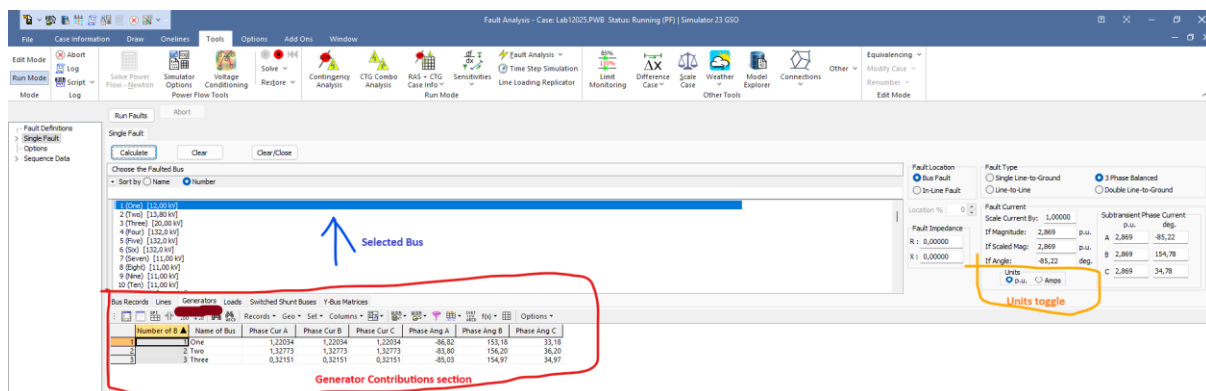 Fault Analysis - Case: Lab12025.PWB Status: Running (PF) | Simulator 23 GSO
File Case Information Draw Onelines Tools Options Add Ons Window
Edit Mode
Run Mode
Mode
Abort
Log
Script
Log
Solve Power Flow - Newton
Simulator Options
Voltage Conditioning
Power Flow Tools
Solve
Restore
Contingency Analysis
CTG Combo Analysis
RAS + CTG Case Info
Sensitivities
Fault Analysis
Time Step Simulation
Line Loading Replicator
Run Mode
Limit Monitoring
Difference Case
Scale Case
Weather
Model Explorer
Connections
Other
Other Tools
Equivalencing
Modify Case
Renumber
Edit Mode
Run Faults Abort
Fault Definitions
Single Fault
Options
Sequence Data
Single Fault
Calculate Clear Clear/Close
Choose the Faulted Bus
Sort by Name Number
1 (One) [12,00 kV]
2 (Two) [13,80 kV]
3 (Three) [20,00 kV]
4 (Four) [132,0 kV]
5 (Five) [132,0 kV]
6 (Six) [132,0 kV]
7 (Seven) [11,00 kV]
8 (Eight) [11,00 kV]
9 (Nine) [11,00 kV]
10 (Ten) [11,00 kV]
Selected Bus
Fault Location
Bus Fault
In-Line Fault
Location % 0
Fault Impedance
R : 0,00000
X : 0,00000
Fault Type
Single Line-to-Ground 3 Phase Balanced
Line-to-Line Double Line-to-Ground
Fault Current
Scale Current By: 1,00000
If Magnitude: 2,869 p.u.
If Scaled Mag: 2,869 p.u.
If Angle: -85,22 deg.
Units
p.u. Amps
Subtransient Phase Current
p.u. deg.
A 2,869 -85,22
B 2,869 154,78
C 2,869 34,78
Units toggle
Bus Records Lines Generators Loads Switched Shunt Buses Y-Bus Matrices
Records Geo Set Columns f(x) Options
Number of B Name of Bus Phase Cur A Phase Cur B Phase Cur C Phase Ang A Phase Ang B Phase Ang C
1 1 One 1,22034 1,22034 1,22034 -86,82 153,18 33,18
2 2 Two 1,32773 1,32773 1,32773 -83,80 156,20 36,20
3 3 Three 0,32151 0,32151 0,32151 -85,03 154,97 34,97
Generator Contributions section